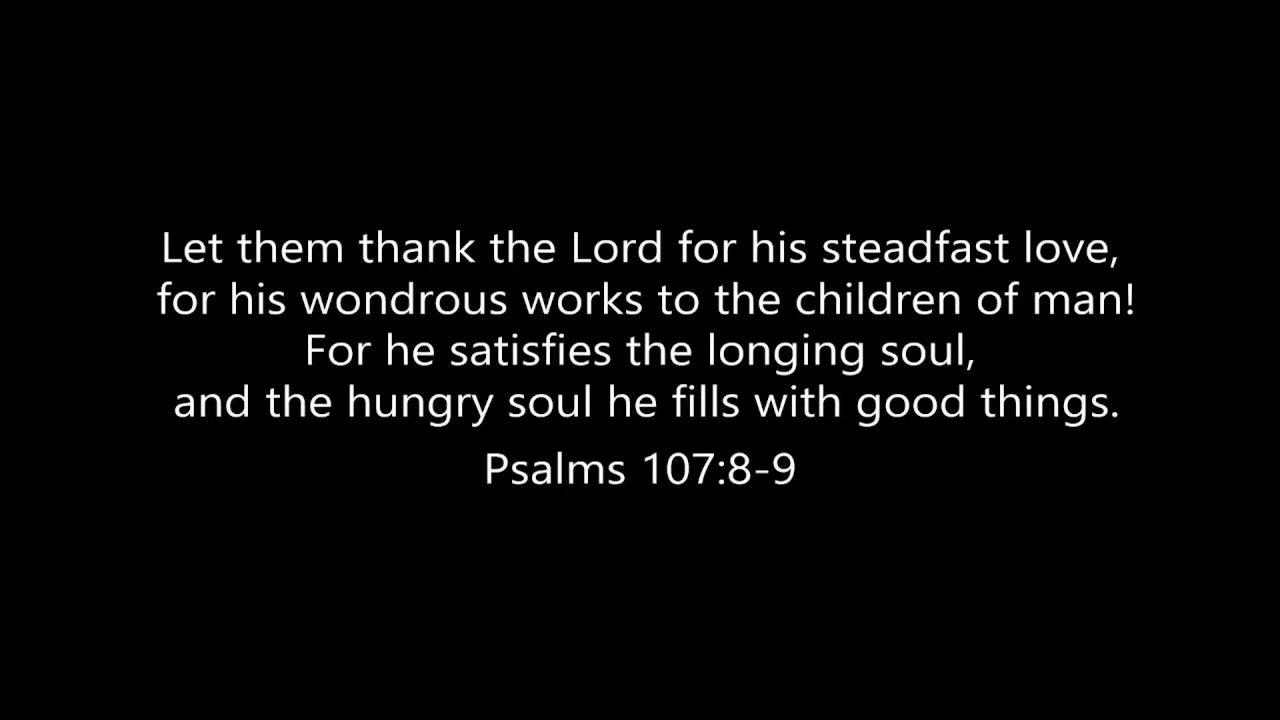 Let them thank the Lord for his steadfast love,
for his wondrous works to the children of man!
For he satisfies the longing soul,
and the hungry soul he fills with good things.
Psalms 107:8-9